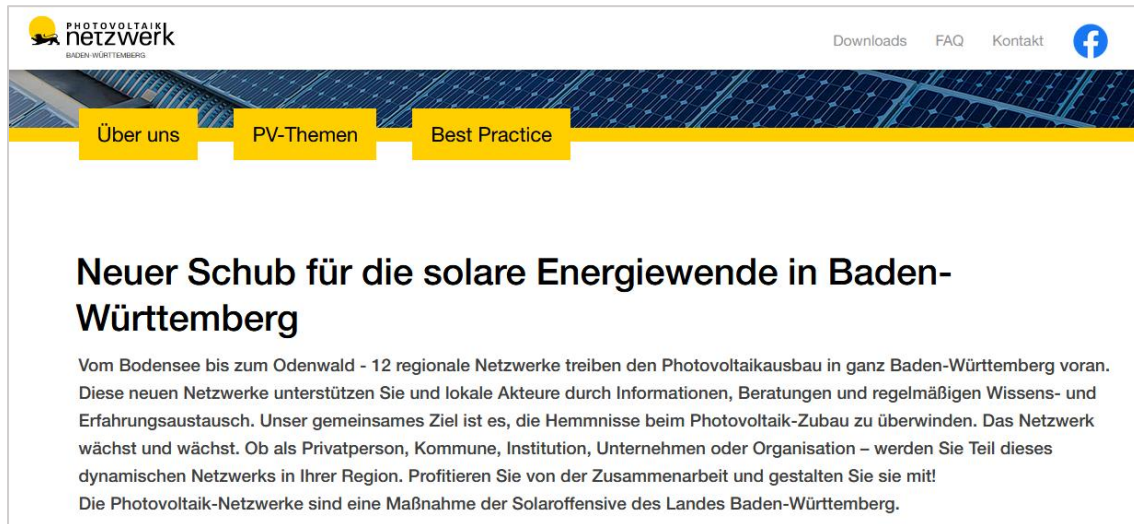 PHOTOVOLTAIK
netzwerk
BADEN-WÜRTTEMBERG
Downloads FAQ Kontakt
Über uns PV-Themen Best Practice
Neuer Schub für die solare Energiewende in Baden-
Württemberg
Vom Bodensee bis zum Odenwald - 12 regionale Netzwerke treiben den Photovoltaikausbau in ganz Baden-Württemberg voran.
Diese neuen Netzwerke unterstützen Sie und lokale Akteure durch Informationen, Beratungen und regelmäßigen Wissens- und
Erfahrungsaustausch. Unser gemeinsames Ziel ist es, die Hemmnisse beim Photovoltaik-Zubau zu überwinden. Das Netzwerk
wächst und wächst. Ob als Privatperson, Kommune, Institution, Unternehmen oder Organisation – werden Sie Teil dieses
dynamischen Netzwerks in Ihrer Region. Profitieren Sie von der Zusammenarbeit und gestalten Sie sie mit!
Die Photovoltaik-Netzwerke sind eine Maßnahme der Solaroffensive des Landes Baden-Württemberg.